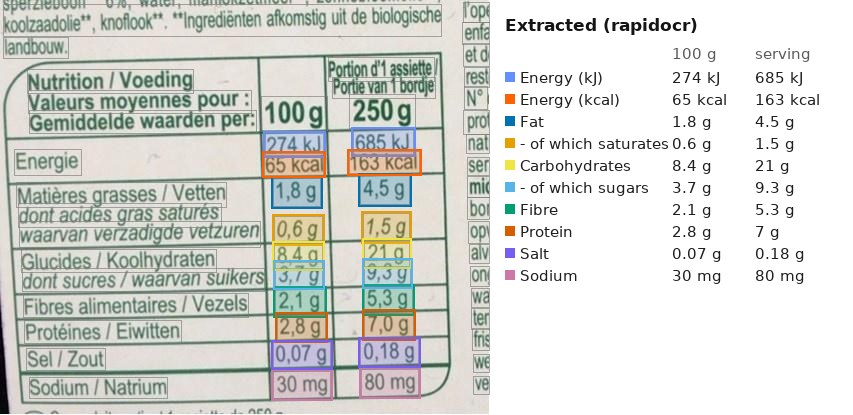 koolzaadolie**, knoflook**. **Ingrediënten afkomstig uit de biologische
landbouw.
Nutrition / Voeding
Valeurs moyennes pour :
Gemiddelde waarden per:
100 g
Portion d'1 assiette /
Portie van 1 bordje
250 g
Energie
274 kJ 685 kJ
65 kcal 163 kcal
Matières grasses / Vetten 1,8 g 4,5 g
dont acides gras saturés
waarvan verzadigde vetzuren 0,6 g 1,5 g
Glucides / Koolhydraten 8,4 g 21 g
dont sucres / waarvan suikers 3,7 g 9,3 g
Fibres alimentaires / Vezels 2,1 g 5,3 g
Protéines / Eiwitten 2,8 g 7,0 g
Sel / Zout 0,07 g 0,18 g
Sodium / Natrium 30 mg 80 mg
Extracted (rapidocr)
100 g serving
Energy (kJ) 274 kJ 685 kJ
Energy (kcal) 65 kcal 163 kcal
Fat 1.8 g 4.5 g
- of which saturates 0.6 g 1.5 g
Carbohydrates 8.4 g 21 g
- of which sugars 3.7 g 9.3 g
Fibre 2.1 g 5.3 g
Protein 2.8 g 7 g
Salt 0.07 g 0.18 g
Sodium 30 mg 80 mg